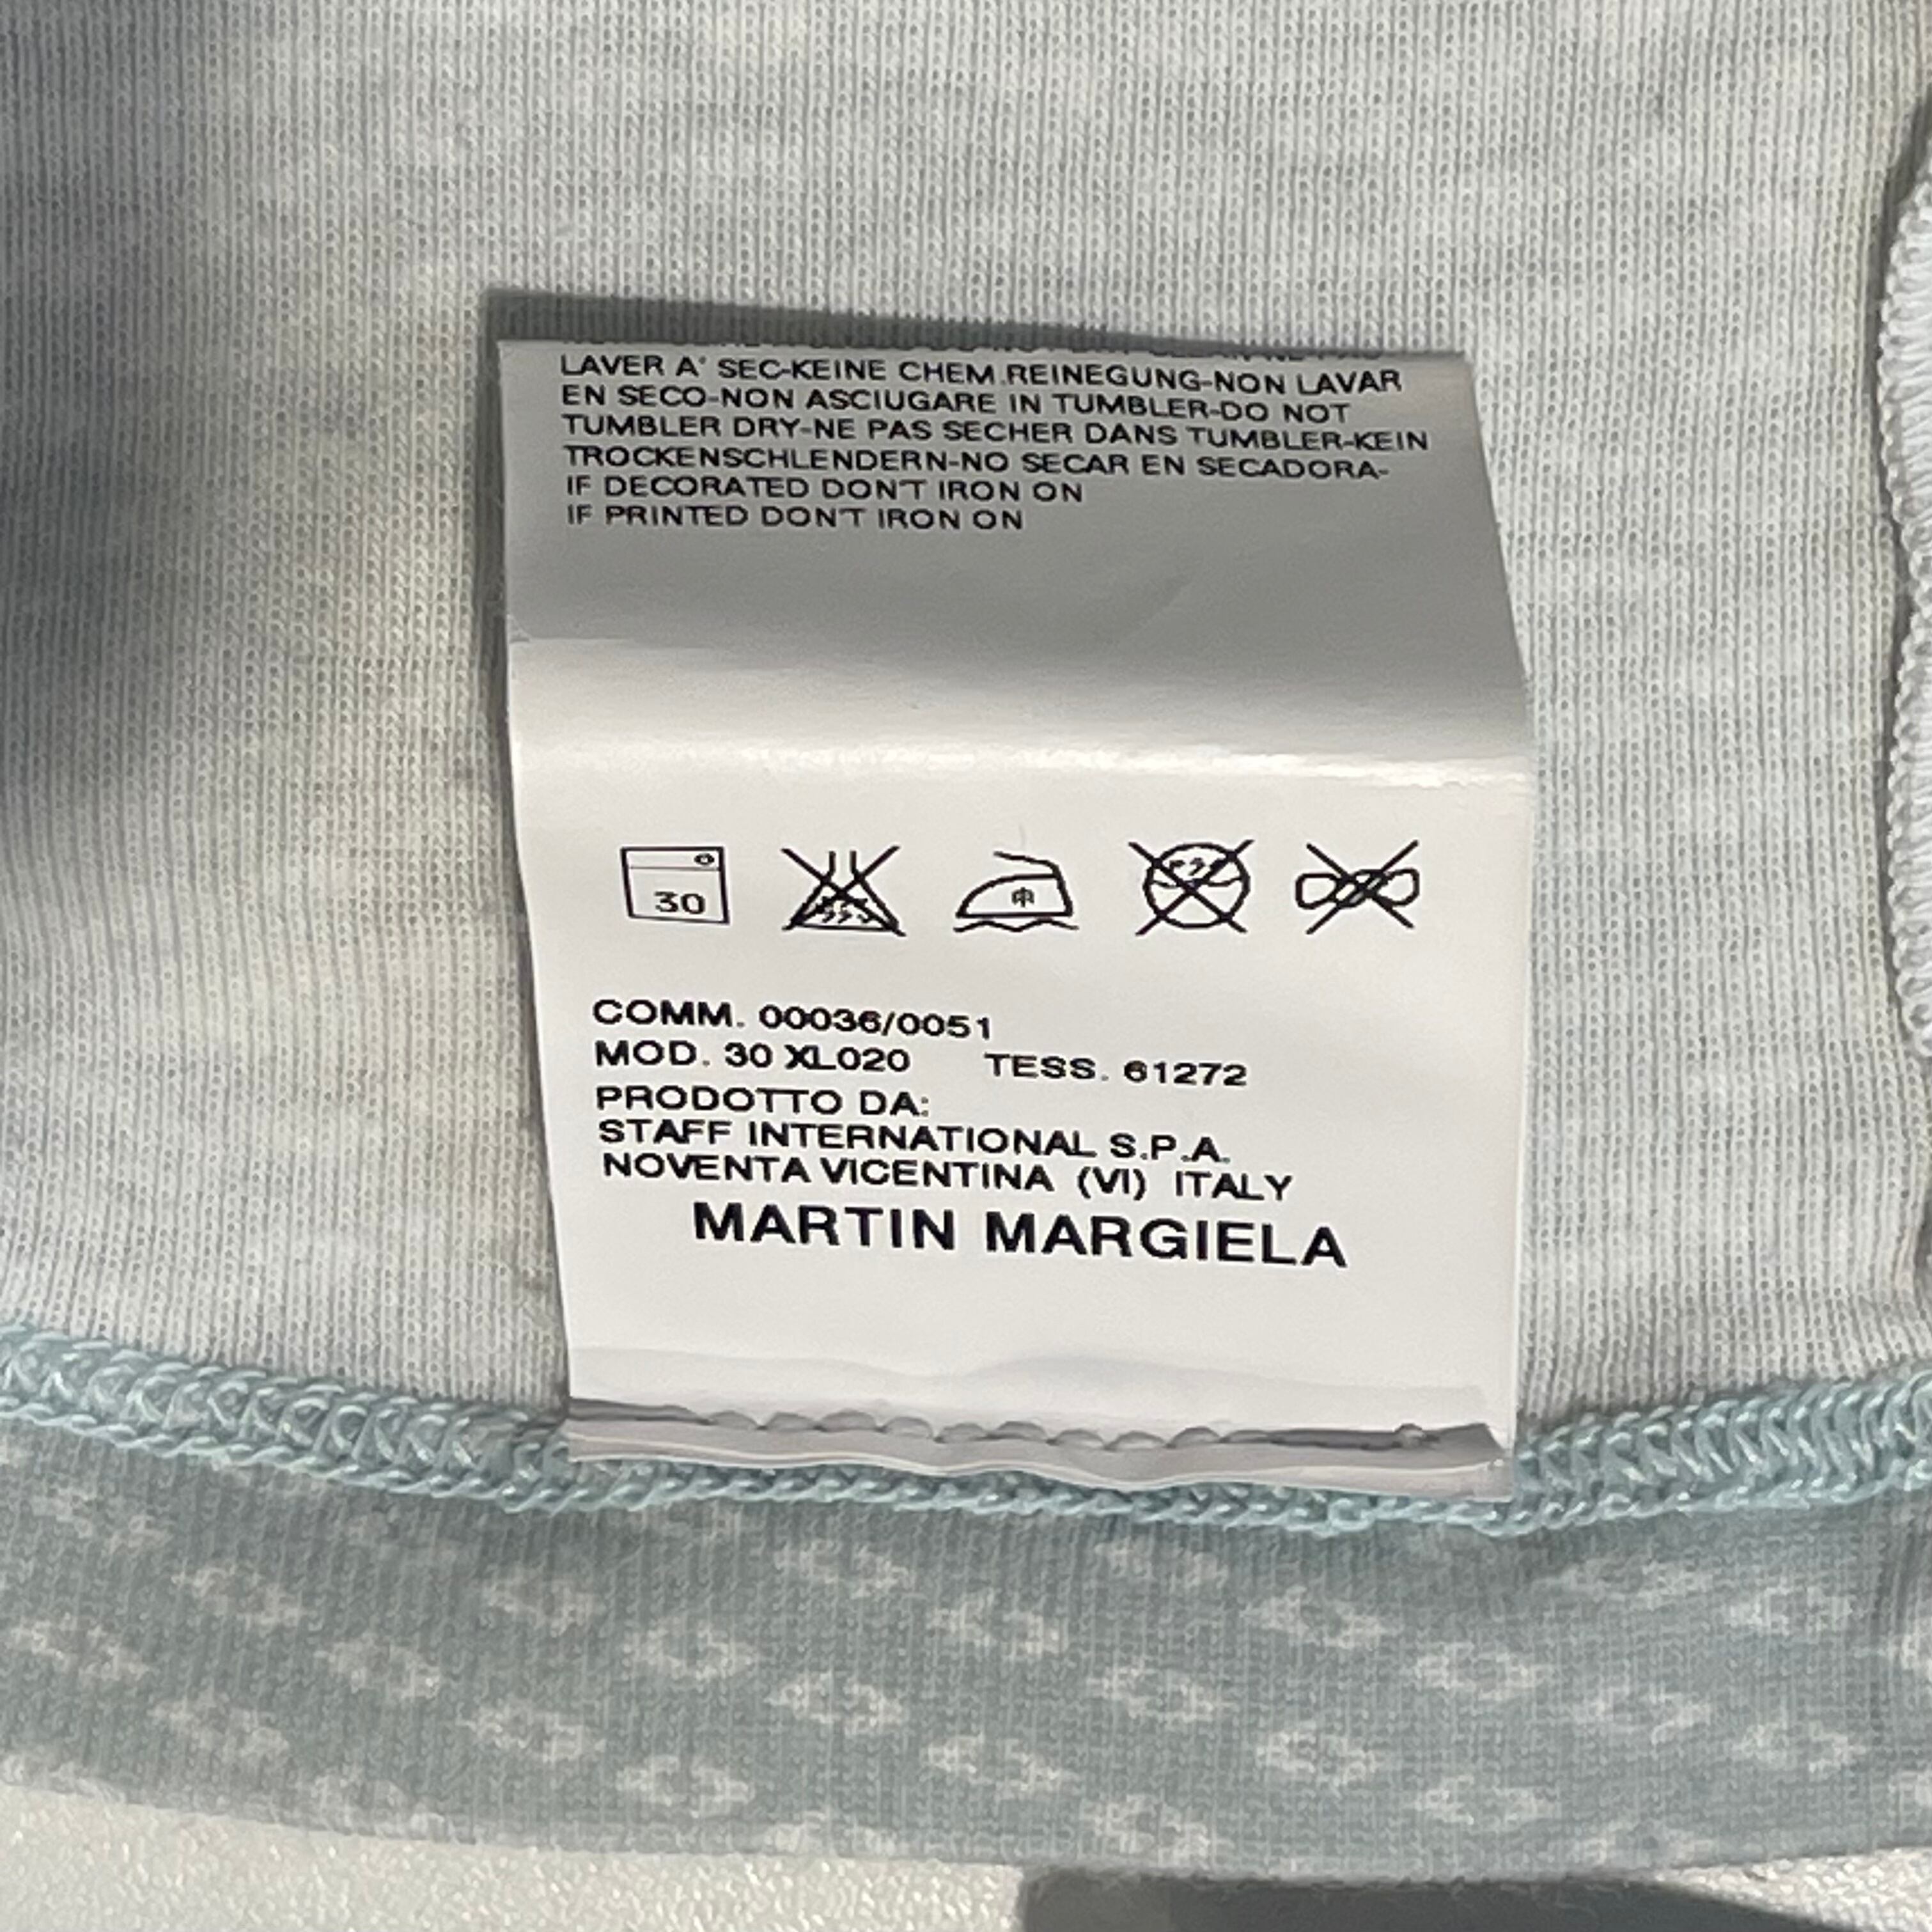 LAVER A' SEC-KEINE CHEM.REINEGUNG-NON LAVAR
EN SECO-NON ASCIUGARE IN TUMBLER-DO NOT
TUMBLER DRY-NE PAS SECHER DANS TUMBLER-KEIN
TROCKENSCHLENDERN-NO SECAR EN SECADORA-
IF DECORATED DON'T IRON ON
IF PRINTED DON'T IRON ON
30
COMM. 00036/0051
MOD. 30 XL020 TESS. 61272
PRODOTTO DA:
STAFF INTERNATIONAL S.P.A.
NOVENTA VICENTINA (VI) ITALY
MARTIN MARGIELA